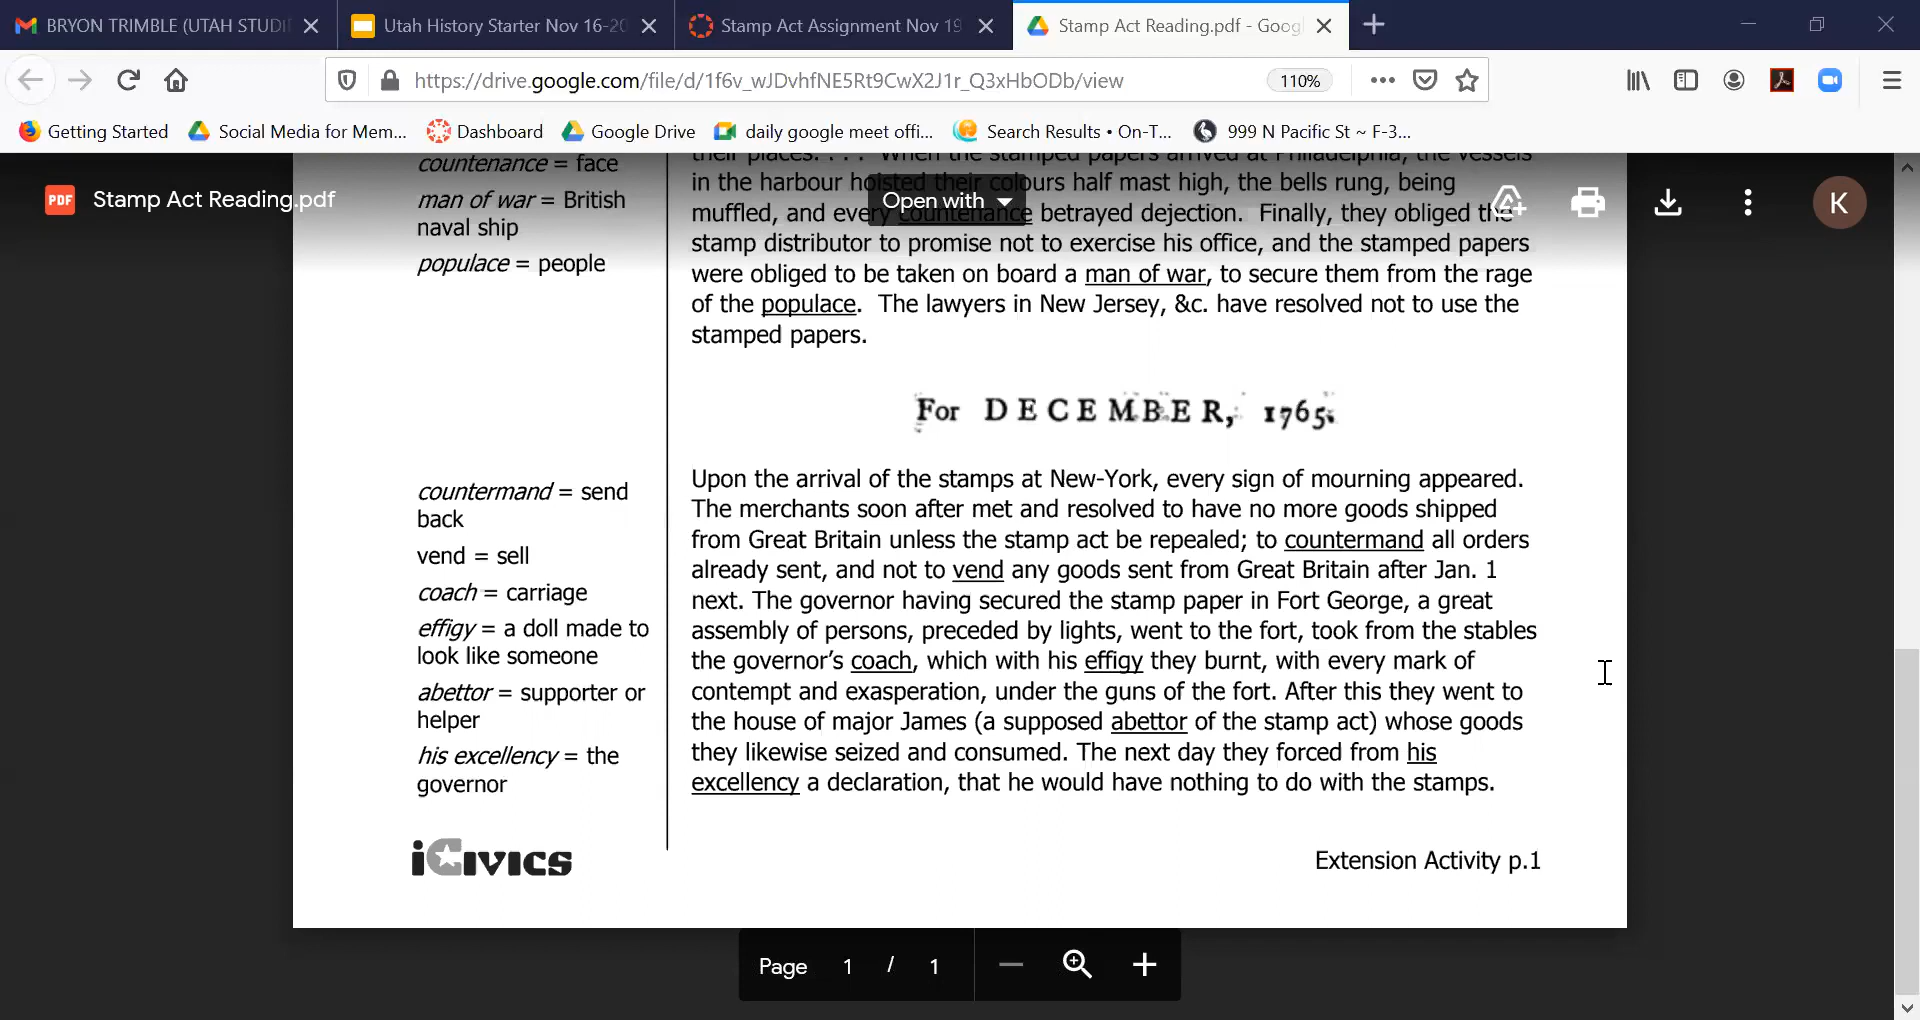 BRYON TRIMBLE (UTAH STUDI
Utah History Starter Nov 16-20
Stamp Act Assignment Nov 19
Stamp Act Reading.pdf - Googl
https://drive.google.com/file/d/1f6v_wJDvhfNE5Rt9CwX2J1r_Q3xHbODb/view
110%
Getting Started
Social Media for Mem...
Dashboard
Google Drive
daily google meet offi...
Search Results • On-T...
999 N Pacific St ~ F-3...
PDF
Stamp Act Reading.pdf
Open with
K
countenance = face
man of war = British
naval ship
populace = people
their places. . . . When the stamped papers arrived at Philadelphia, the vessels
in the harbour hoisted their colours half mast high, the bells rung, being
muffled, and every countenance betrayed dejection. Finally, they obliged the
stamp distributor to promise not to exercise his office, and the stamped papers
were obliged to be taken on board a man of war, to secure them from the rage
of the populace. The lawyers in New Jersey, &c. have resolved not to use the
stamped papers.
For DECEMBER, 1765.
countermand = send
back
vend = sell
coach = carriage
effigy = a doll made to
look like someone
abettor = supporter or
helper
his excellency = the
governor
Upon the arrival of the stamps at New-York, every sign of mourning appeared.
The merchants soon after met and resolved to have no more goods shipped
from Great Britain unless the stamp act be repealed; to countermand all orders
already sent, and not to vend any goods sent from Great Britain after Jan. 1
next. The governor having secured the stamp paper in Fort George, a great
assembly of persons, preceded by lights, went to the fort, took from the stables
the governor's coach, which with his effigy they burnt, with every mark of
contempt and exasperation, under the guns of the fort. After this they went to
the house of major James (a supposed abettor of the stamp act) whose goods
they likewise seized and consumed. The next day they forced from his
excellency a declaration, that he would have nothing to do with the stamps.
iCIVICS
Extension Activity p.1
Page 1 / 1